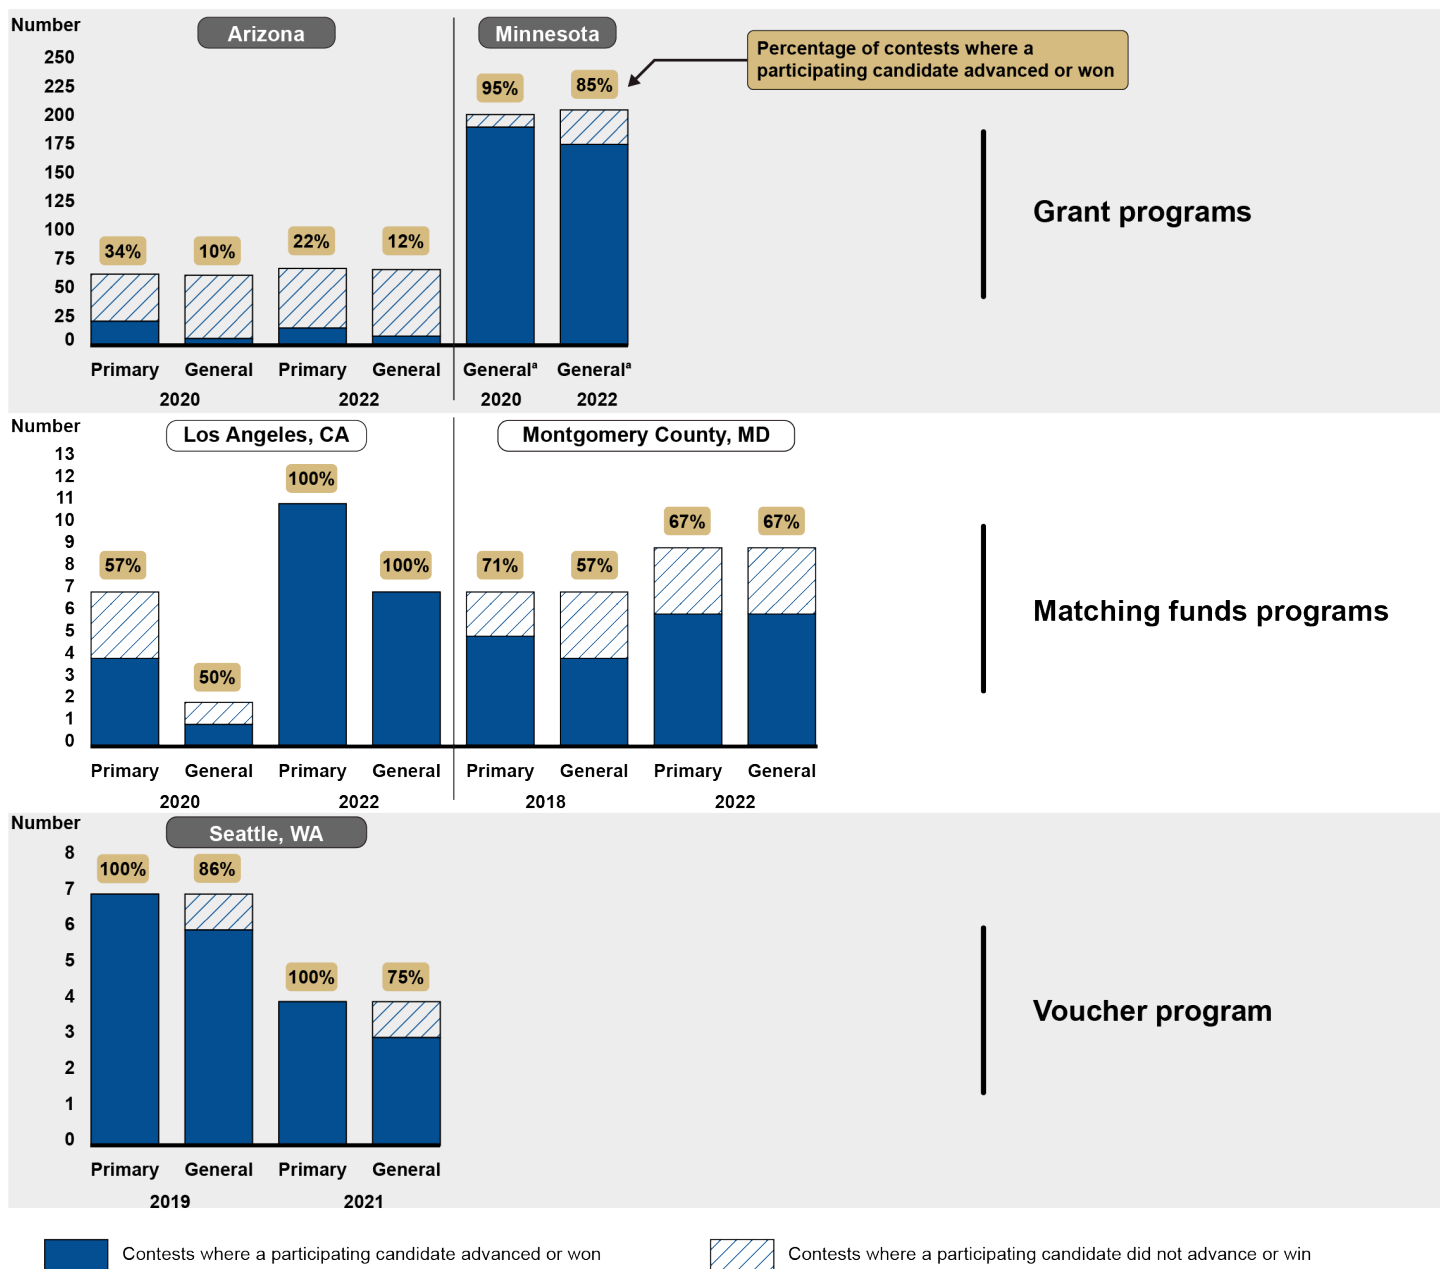 Number
Arizona
Minnesota
Percentage of contests where a
participating candidate advanced or won
250
225
200
175
150
125
100
75
50
25
0
34%
10%
22%
12%
95%
85%
Primary General Primary General Generalª Generalª
2020 2022 2020 2022
Grant programs
Number
Los Angeles, CA
Montgomery County, MD
13
12
11
10
9
8
7
6
5
4
3
2
1
0
57%
50%
100%
100%
71%
57%
67%
67%
Primary General Primary General Primary General Primary General
2020 2022 2018 2022
Matching funds programs
Number
Seattle, WA
8
7
6
5
4
3
2
1
0
100%
86%
100%
75%
Primary General Primary General
2019 2021
Voucher program
Contests where a participating candidate advanced or won
Contests where a participating candidate did not advance or win